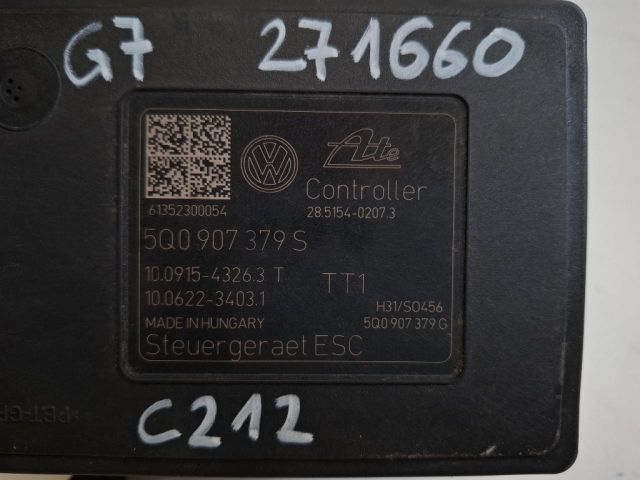 G7 271660
Ate
Controller
61352300054 28.5154-0207.3
5Q0 907 379 S
10.0915-4326.3 T TT1
10.0622-3403.1
H31/S0456
MADE IN HUNGARY 5Q0 907 379 G
Steuergeraet ESC
C212